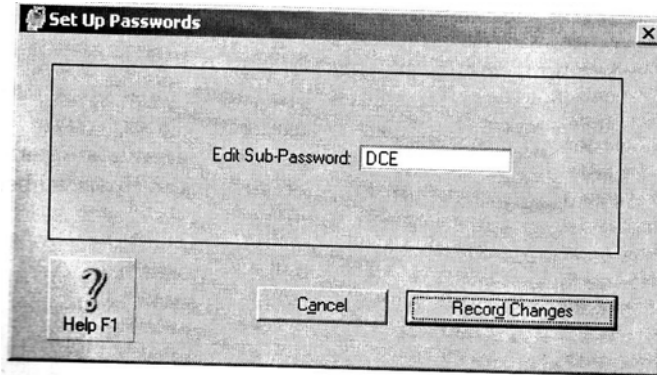 Set Up Passwords
Edit Sub-Password: DCE
?
Help F1
Cancel
Record Changes